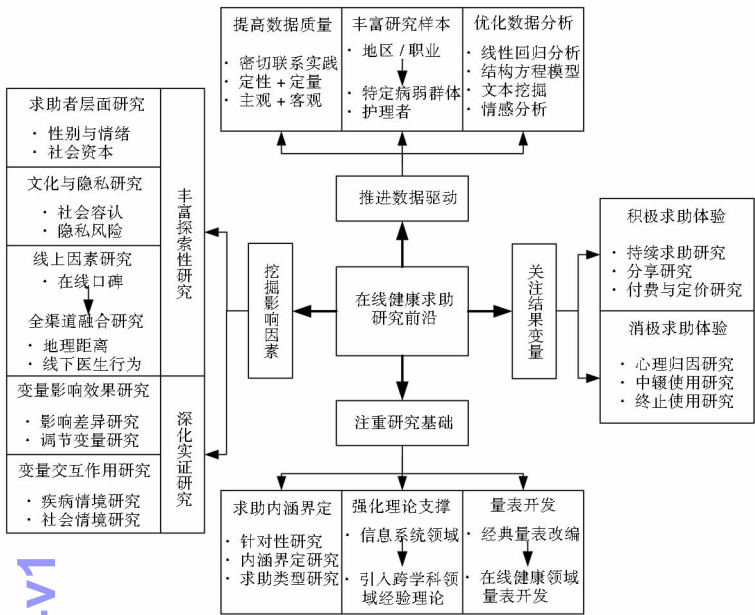 提高数据质量
· 密切联系实践
· 定性 + 定量
· 主观 + 客观
丰富研究样本
· 地区 / 职业
· 特定病弱群体
· 护理者
优化数据分析
· 线性回归分析
· 结构方程模型
· 文本挖掘
· 情感分析
推进数据驱动
求助者层面研究
· 性别与情绪
· 社会资本
文化与隐私研究
· 社会容认
· 隐私风险
线上因素研究
· 在线口碑
全渠道融合研究
· 地理距离
· 线下医生行为
丰富探索性研究
变量影响效果研究
· 影响差异研究
· 调节变量研究
变量交互作用研究
· 疾病情境研究
· 社会情境研究
深化实证研究
挖掘影响因素
在线健康求助
研究前沿
关注结果变量
积极求助体验
· 持续求助研究
· 分享研究
· 付费与定价研究
消极求助体验
· 心理归因研究
· 中辍使用研究
· 终止使用研究
注重研究基础
求助内涵界定
· 针对性研究
· 内涵界定研究
· 求助类型研究
强化理论支撑
· 信息系统领域
· 引入跨学科领
域经验理论
量表开发
· 经典量表改编
· 在线健康领域
量表开发
.v1